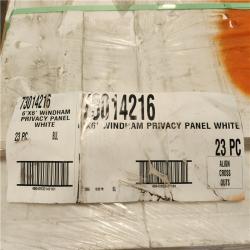 73014216
6'X6' WINDHAM
PRIVACY PANEL
WHITE
23 PC
73014216
6'X6' WINDHAM PRIVACY PANEL WHITE
23 PC
ALIGN
CROSS
CUTS